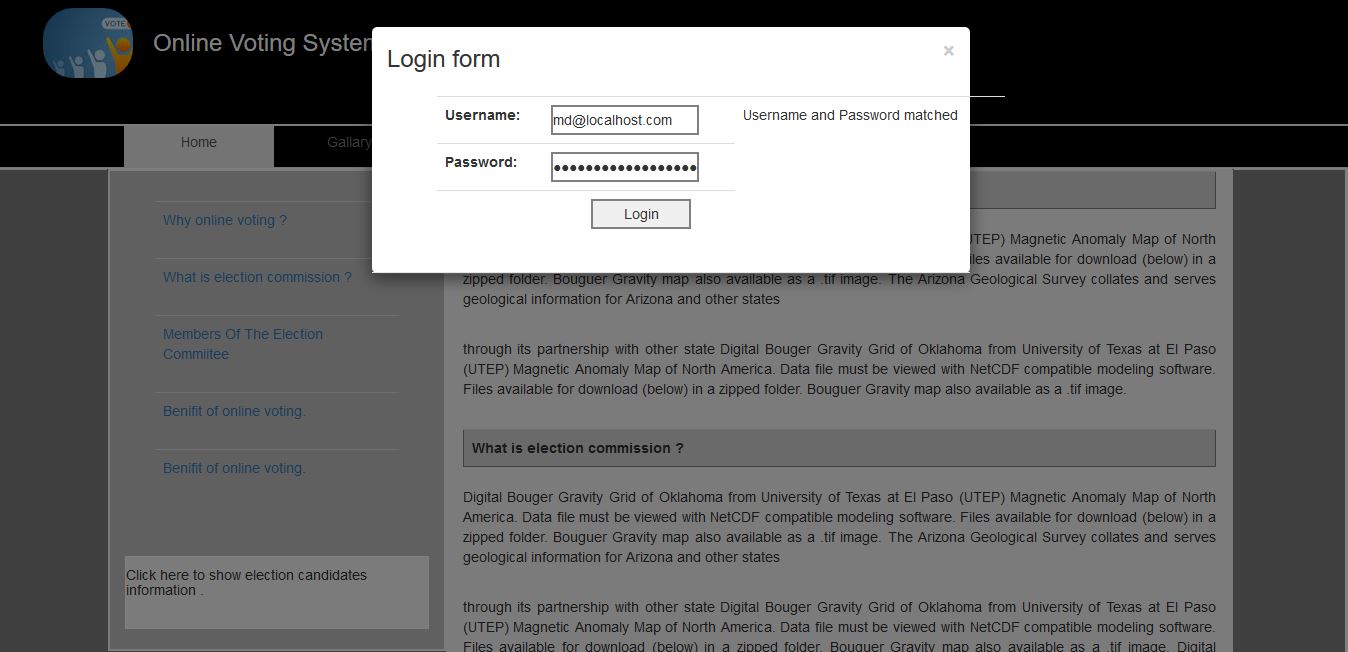 VOTE
Online Voting System
Login form
×
Username:
md@localhost.com
Username and Password matched
Password:
●●●●●●●●●●●●●●●●●●
Login
Home
Gallary
Why online voting ?
What is election commission ?
Members Of The Election
Commiitee
Benifit of online voting.
Benifit of online voting.
Click here to show election candidates
information .
UTEP) Magnetic Anomaly Map of North
available for download (below) in a
zipped folder. Bouguer Gravity map also available as a .tif image. The Arizona Geological Survey collates and serves
geological information for Arizona and other states
through its partnership with other state Digital Bouger Gravity Grid of Oklahoma from University of Texas at El Paso
(UTEP) Magnetic Anomaly Map of North America. Data file must be viewed with NetCDF compatible modeling software.
Files available for download (below) in a zipped folder. Bouguer Gravity map also available as a .tif image.
What is election commission ?
Digital Bouger Gravity Grid of Oklahoma from University of Texas at El Paso (UTEP) Magnetic Anomaly Map of North
America. Data file must be viewed with NetCDF compatible modeling software. Files available for download (below) in a
zipped folder. Bouguer Gravity map also available as a .tif image. The Arizona Geological Survey collates and serves
geological information for Arizona and other states
through its partnership with other state Digital Bouger Gravity Grid of Oklahoma from University of Texas at El Paso
(UTEP) Magnetic Anomaly Map of North America. Data file must be viewed with NetCDF compatible modeling software.
Files available for download (below) in a zipped folder. Bouguer Gravity map also available as a .tif image. Digital